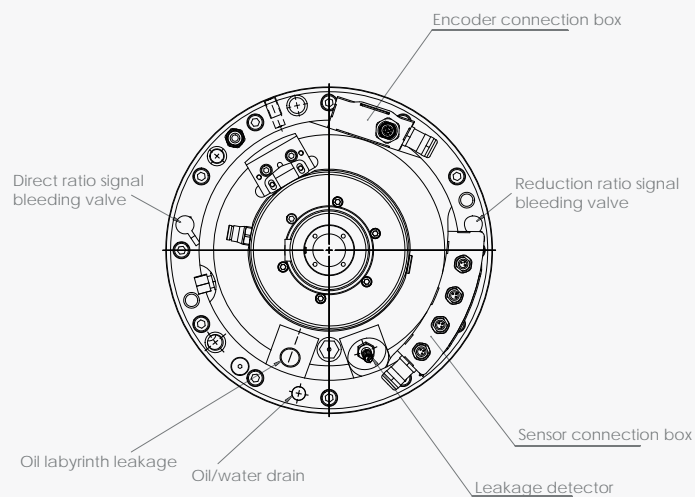 Encoder connection box
Direct ratio signal
bleeding valve
Reduction ratio signal
bleeding valve
Sensor connection box
Oil labyrinth leakage
Oil/water drain
Leakage detector